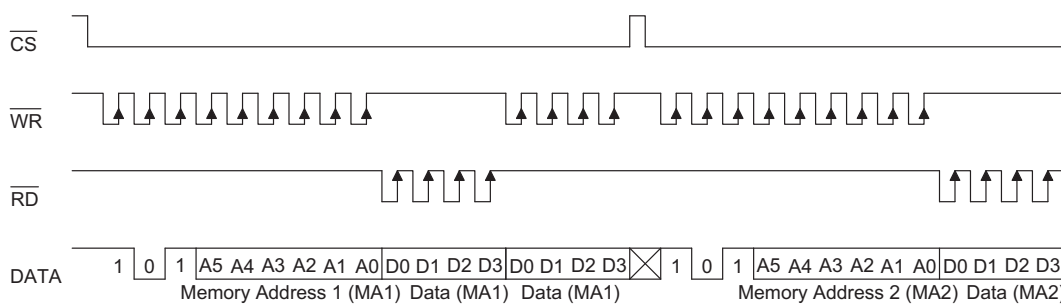 CS
WR
RD
DATA 1 0 1 A5 A4 A3 A2 A1 A0 D0 D1 D2 D3 D0 D1 D2 D3 1 0 1 A5 A4 A3 A2 A1 A0 D0 D1 D2 D3
Memory Address 1 (MA1) Data (MA1) Data (MA1) Memory Address 2 (MA2) Data (MA2